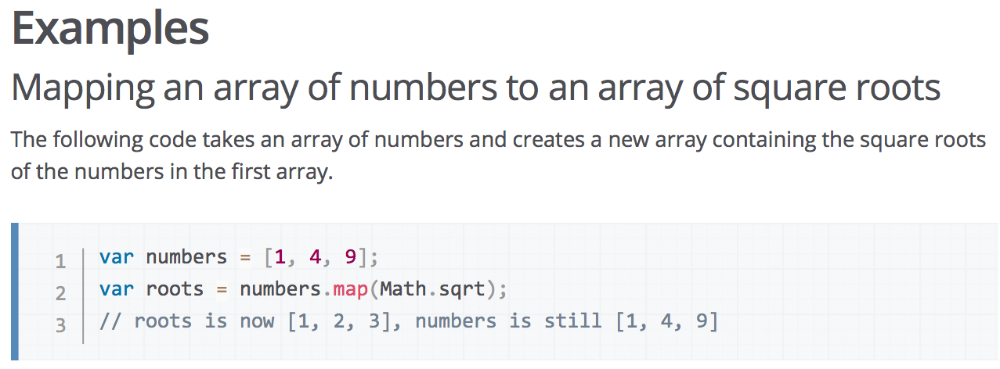 Examples
Mapping an array of numbers to an array of square roots
The following code takes an array of numbers and creates a new array containing the square roots
of the numbers in the first array.
1 var numbers = [1, 4, 9];
2 var roots = numbers.map(Math.sqrt);
3 // roots is now [1, 2, 3], numbers is still [1, 4, 9]